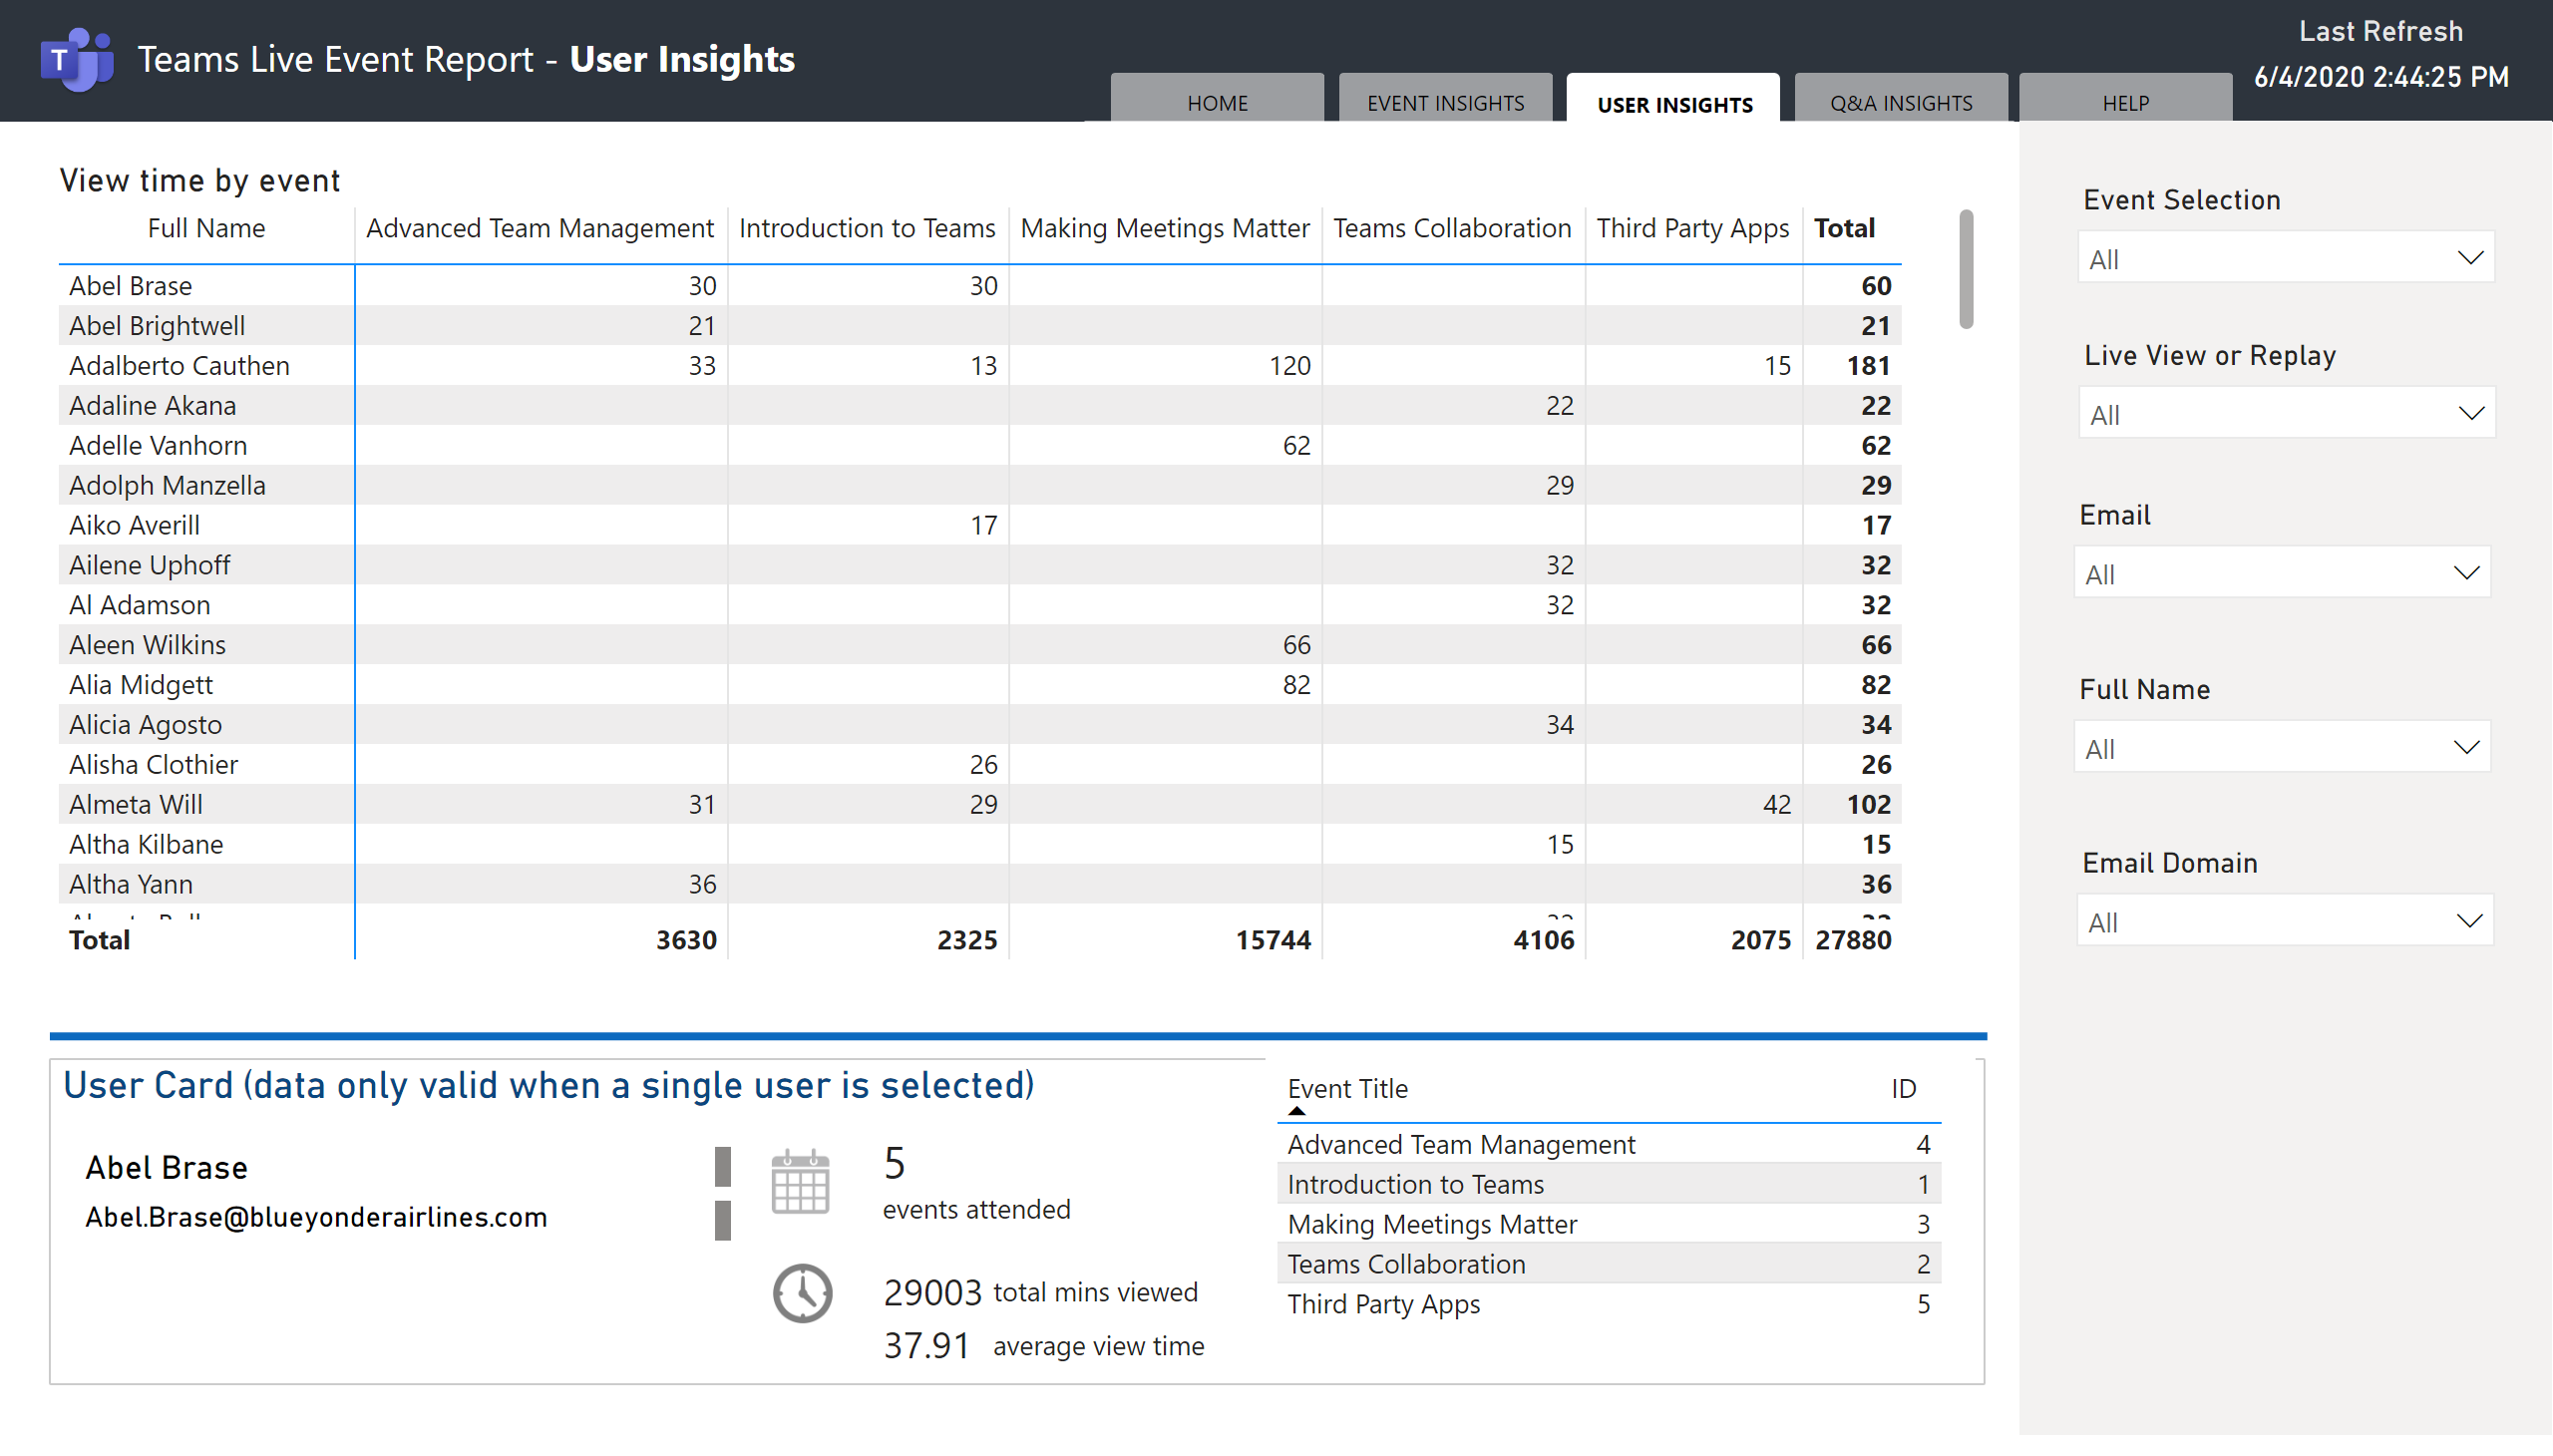 Teams Live Event Report - User Insights
Last Refresh
6/4/2020 2:44:25 PM
HOME
EVENT INSIGHTS
USER INSIGHTS
Q&A INSIGHTS
HELP
View time by event
Full Name Advanced Team Management Introduction to Teams Making Meetings Matter Teams Collaboration Third Party Apps Total
Abel Brase 30 30 60
Abel Brightwell 21 21
Adalberto Cauthen 33 13 120 15 181
Adaline Akana 22 22
Adelle Vanhorn 62 62
Adolph Manzella 29 29
Aiko Averill 17 17
Ailene Uphoff 32 32
Al Adamson 32 32
Aleen Wilkins 66 66
Alia Midgett 82 82
Alicia Agosto 34 34
Alisha Clothier 26 26
Almeta Will 31 29 42 102
Altha Kilbane 15 15
Altha Yann 36 36
Total 3630 2325 15744 4106 2075 27880
Event Selection
All
Live View or Replay
All
Email
All
Full Name
All
Email Domain
All
User Card (data only valid when a single user is selected)
Abel Brase
Abel.Brase@blueyonderairlines.com
5
events attended
29003 total mins viewed
37.91 average view time
Event Title ID
Advanced Team Management 4
Introduction to Teams 1
Making Meetings Matter 3
Teams Collaboration 2
Third Party Apps 5